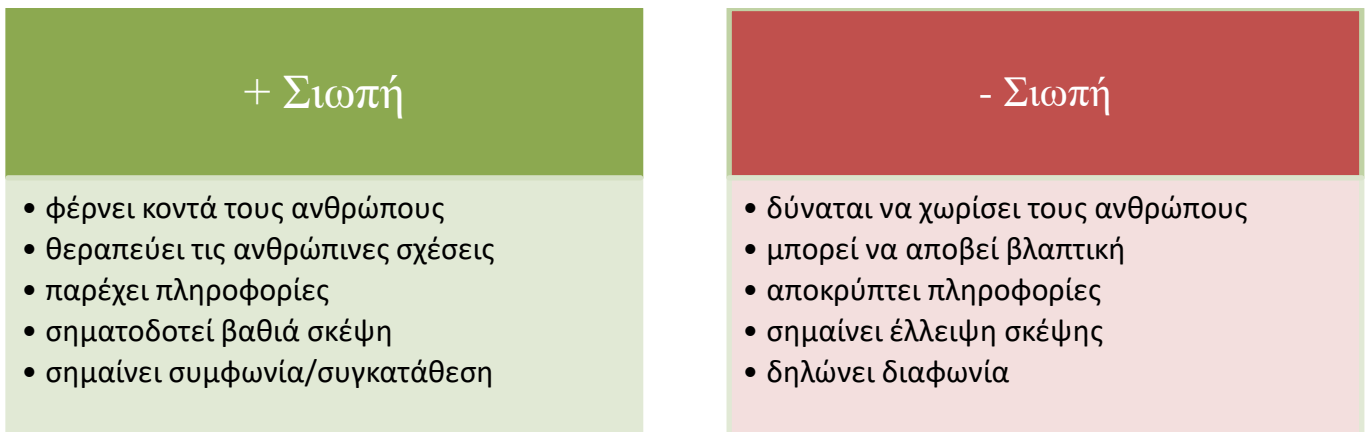 + Σιωπή
• φέρνει κοντά τους ανθρώπους
• θεραπεύει τις ανθρώπινες σχέσεις
• παρέχει πληροφορίες
• σηματοδοτεί βαθιά σκέψη
• σημαίνει συμφωνία/συγκατάθεση
- Σιωπή
• δύναται να χωρίσει τους ανθρώπους
• μπορεί να αποβεί βλαπτική
• αποκρύπτει πληροφορίες
• σημαίνει έλλειψη σκέψης
• δηλώνει διαφωνία